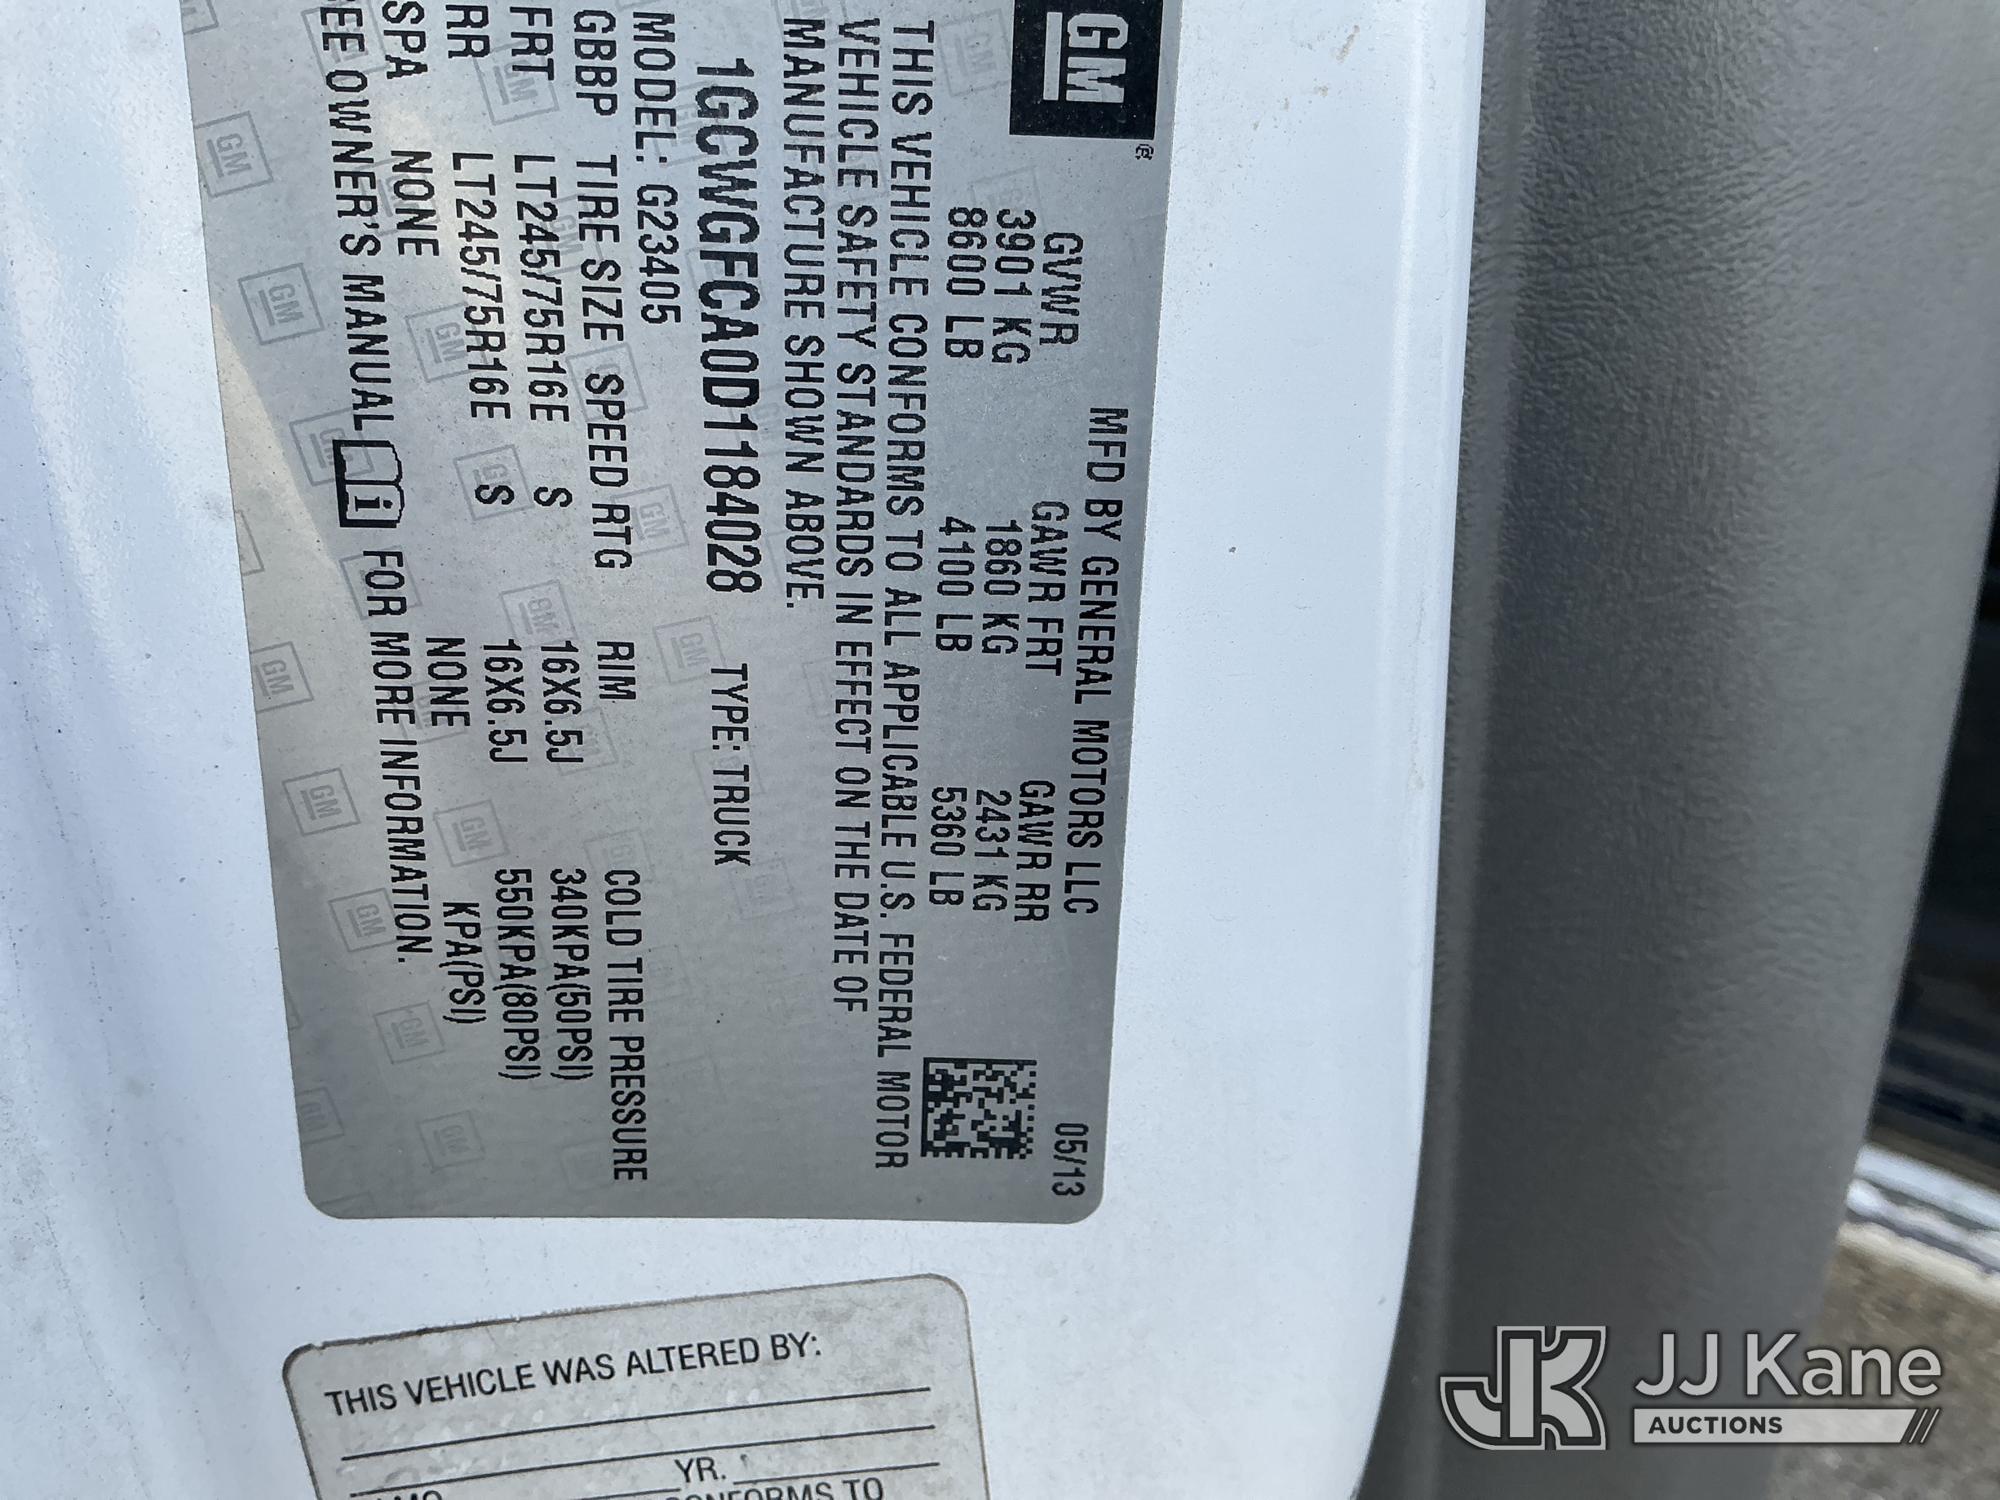 GM®
MFD BY GENERAL MOTORS LLC 05/13
GVWR GAWR FRT GAWR RR
3901 KG 1860 KG 2431 KG
8600 LB 4100 LB 5360 LB
THIS VEHICLE CONFORMS TO ALL APPLICABLE U.S. FEDERAL MOTOR
VEHICLE SAFETY STANDARDS IN EFFECT ON THE DATE OF
MANUFACTURE SHOWN ABOVE.
1GCWGFCA0D1184028 TYPE: TRUCK
MODEL: G23405
GBBP TIRE SIZE SPEED RTG RIM COLD TIRE PRESSURE
FRT LT245/75R16E S 16X6.5J 340KPA(50PSI)
RR LT245/75R16E S 16X6.5J 550KPA(80PSI)
SPA NONE NONE KPA(PSI)
SEE OWNER'S MANUAL i FOR MORE INFORMATION.
THIS VEHICLE WAS ALTERED BY:
YR.
CONFORMS TO
JK JJ Kane
AUCTIONS